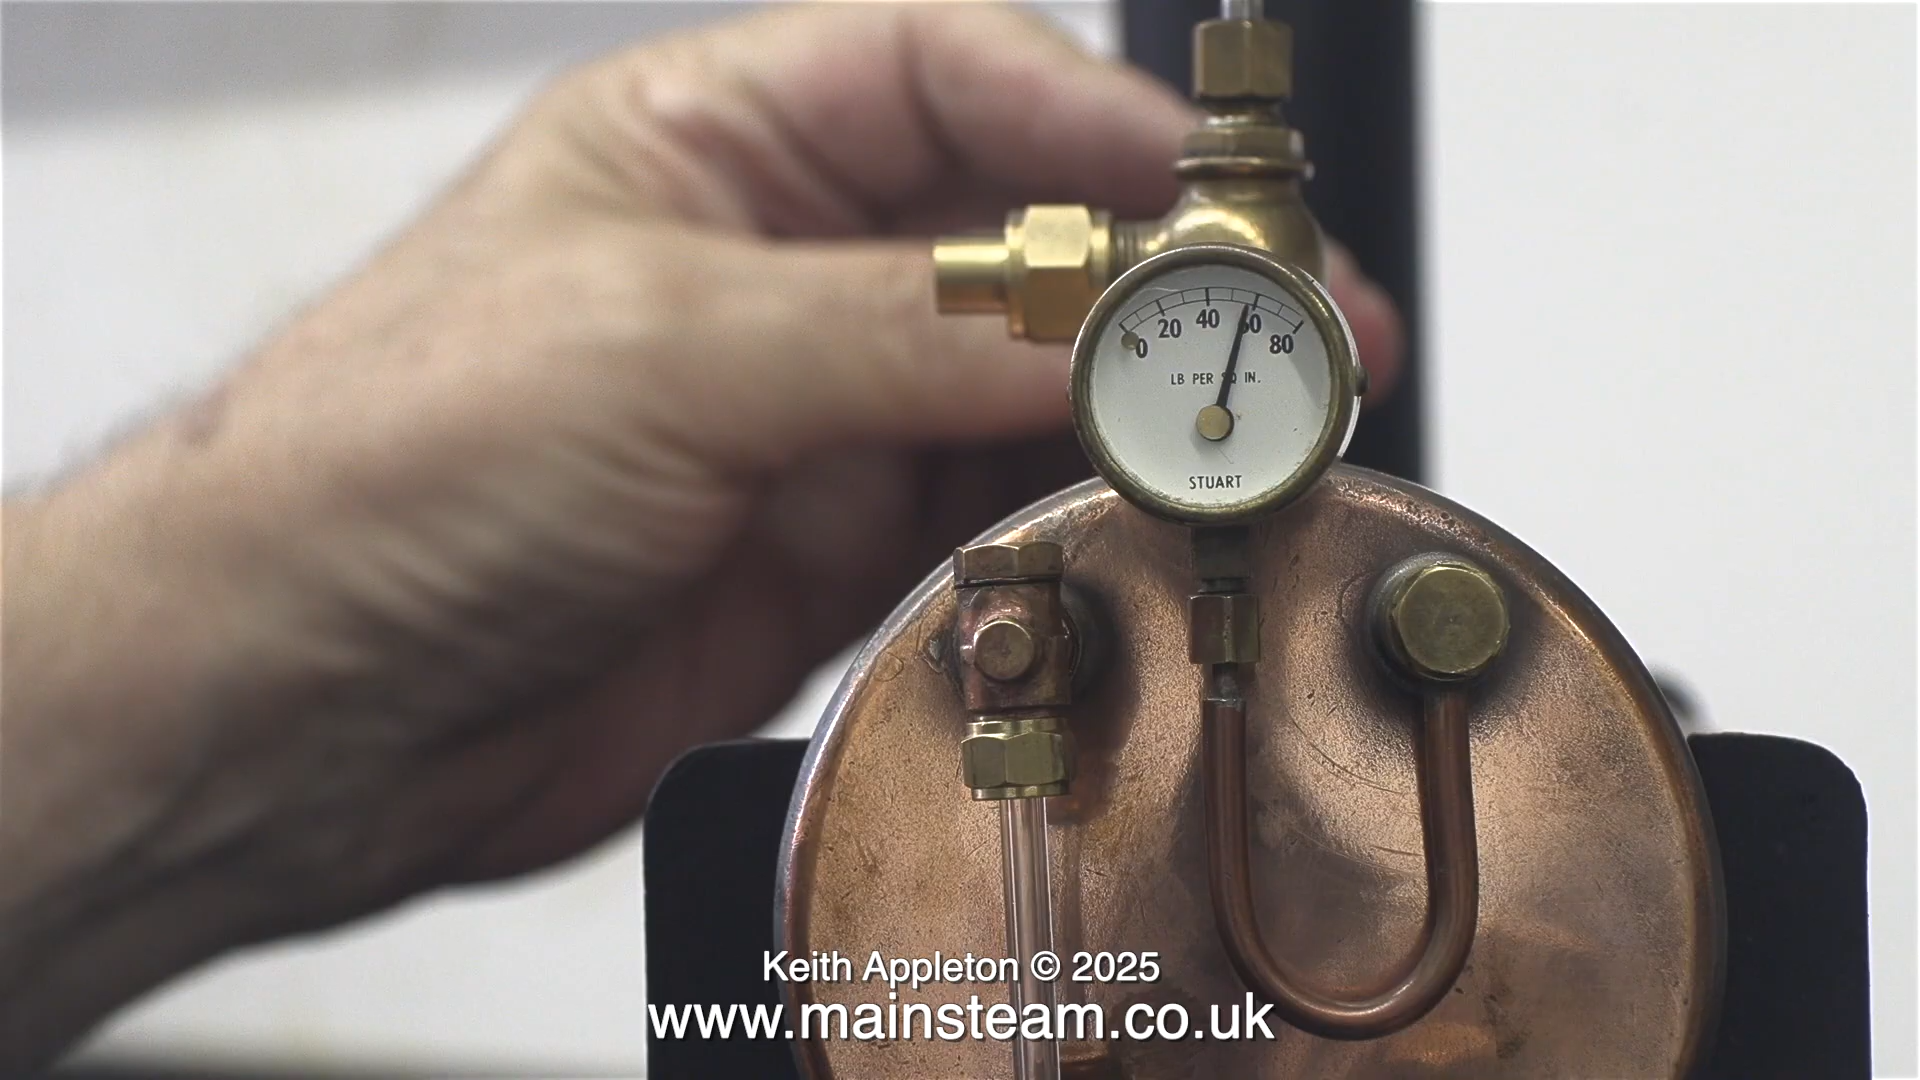 0 20 40 60 80
LB PER SQ IN.
STUART
Keith Appleton © 2025
www.mainsteam.co.uk